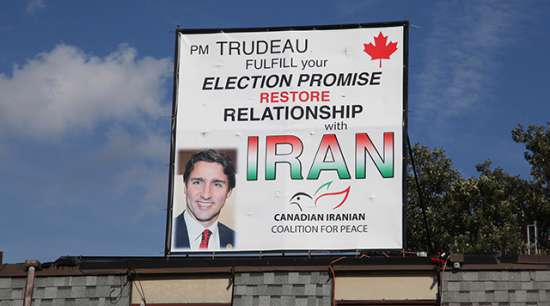 PM TRUDEAU
FULFILL your
ELECTION PROMISE
RESTORE
RELATIONSHIP
with
IRAN
CANADIAN IRANIAN
COALITION FOR PEACE